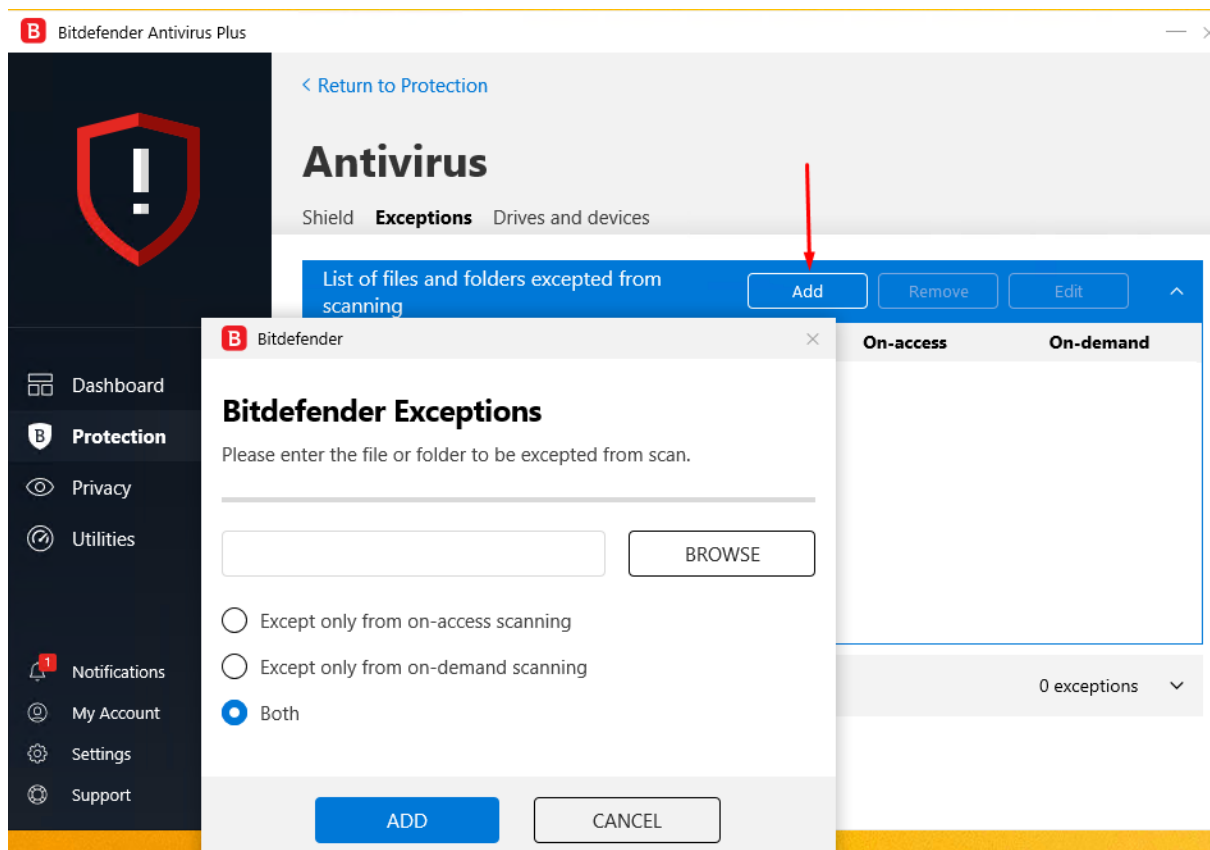 B Bitdefender Antivirus Plus
< Return to Protection
Antivirus
Shield Exceptions Drives and devices
List of files and folders excepted from
scanning
Add Remove Edit
On-access On-demand
Dashboard
B Protection
Privacy
Utilities
1 Notifications
My Account
Settings
Support
B Bitdefender
Bitdefender Exceptions
Please enter the file or folder to be excepted from scan.
BROWSE
Except only from on-access scanning
Except only from on-demand scanning
Both
ADD CANCEL
0 exceptions